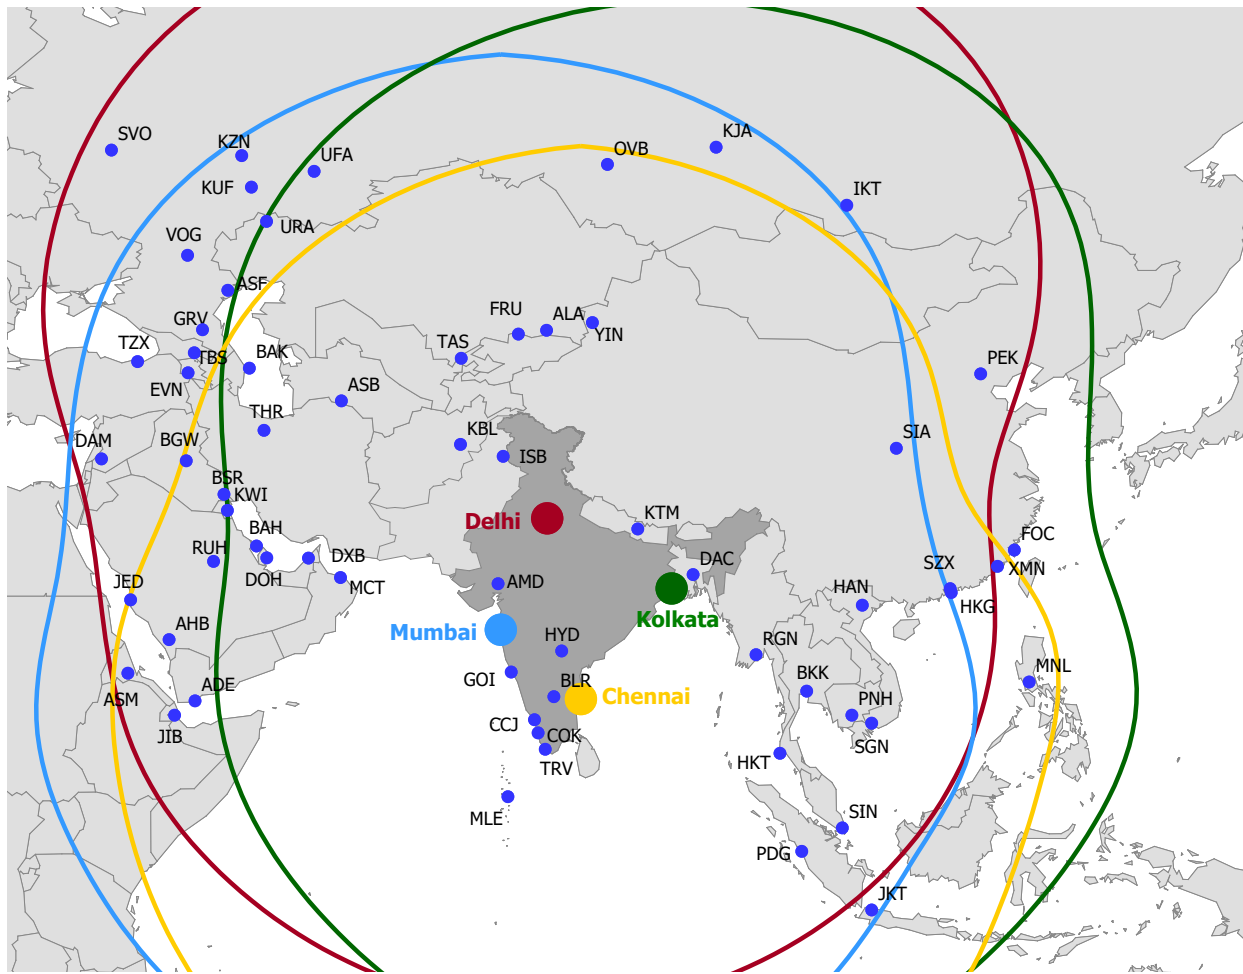 SVO
KZN
KJA
OVB
UFA
KUF
IKT
URA
VOG
ASF
FRU
ALA
GRV
YIN
TZX
TBS
BAK
TAS
PEK
EVN
ASB
THR
KBL
SIA
DAM
BGW
ISB
BSR
KWI
KTM
Delhi
BAH
FOC
RUH
DOH
DXB
DAC
SZX
XMN
JED
MCT
AMD
HAN
HKG
Kolkata
AHB
Mumbai
HYD
RGN
MNL
GOI
BLR
BKK
ASM
ADE
Chennai
PNH
CCJ
JIB
COK
SGN
TRV
HKT
MLE
SIN
PDG
JKT